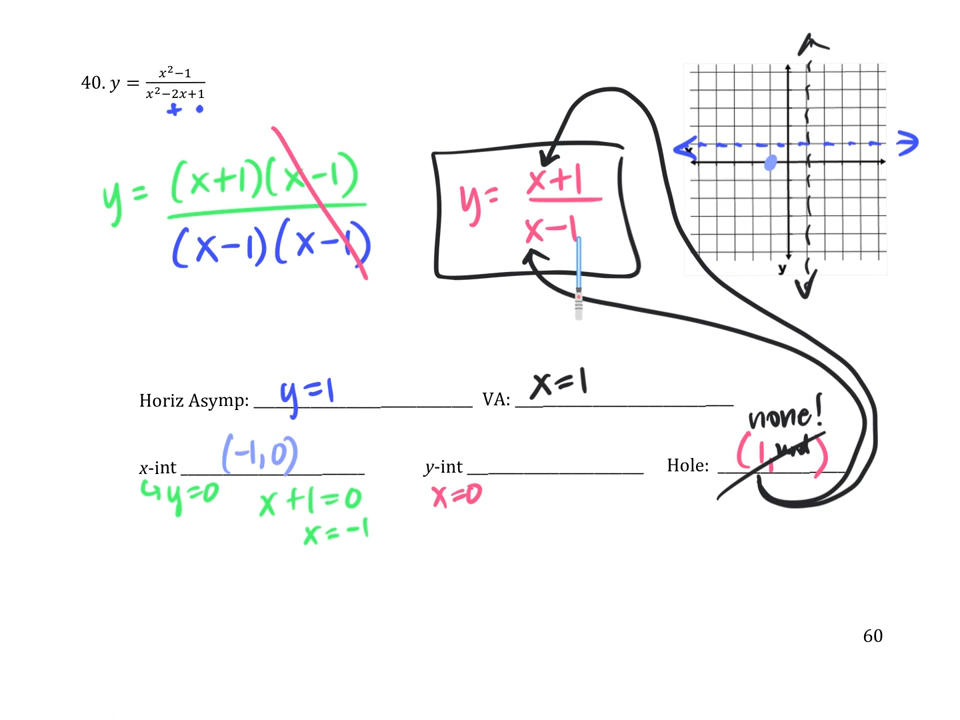 40. y = x²−1 / x²−2x+1
+ •
y = (x+1)(x−1) / (x−1)(x−1)
y = x+1 / x−1
x
y
Horiz Asymp: y=1 VA: x=1
none!
x-int (-1,0) y-int Hole: (1, und)
↳y=0 x+1=0 x=0
x=-1
60